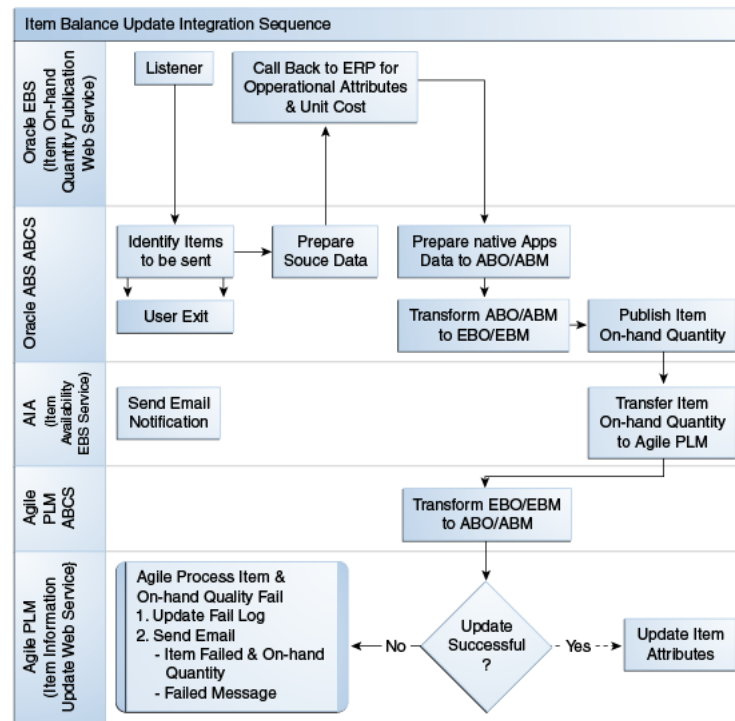 Item Balance Update Integration Sequence
Oracle EBS
(Item On-hand
Quantity Publication
Web Service)
Listener
Call Back to ERP for
Opperational Attributes
& Unit Cost
Oracle ABS ABCS
Identify Items
to be sent
Prepare
Souce Data
Prepare native Apps
Data to ABO/ABM
User Exit
Transform ABO/ABM
to EBO/EBM
Publish Item
On-hand Quantity
AIA
(Item
Availability
EBS Service)
Send Email
Notification
Transfer Item
On-hand Quantity
to Agile PLM
Agile
PLM
ABCS
Transform EBO/EBM
to ABO/ABM
Agile PLM
(Item Information
Update Web Service}
Agile Process Item &
On-hand Quality Fail
1. Update Fail Log
2. Send Email
- Item Failed & On-hand
Quantity
- Failed Message
No
Update
Successful
?
Yes
Update Item
Attributes